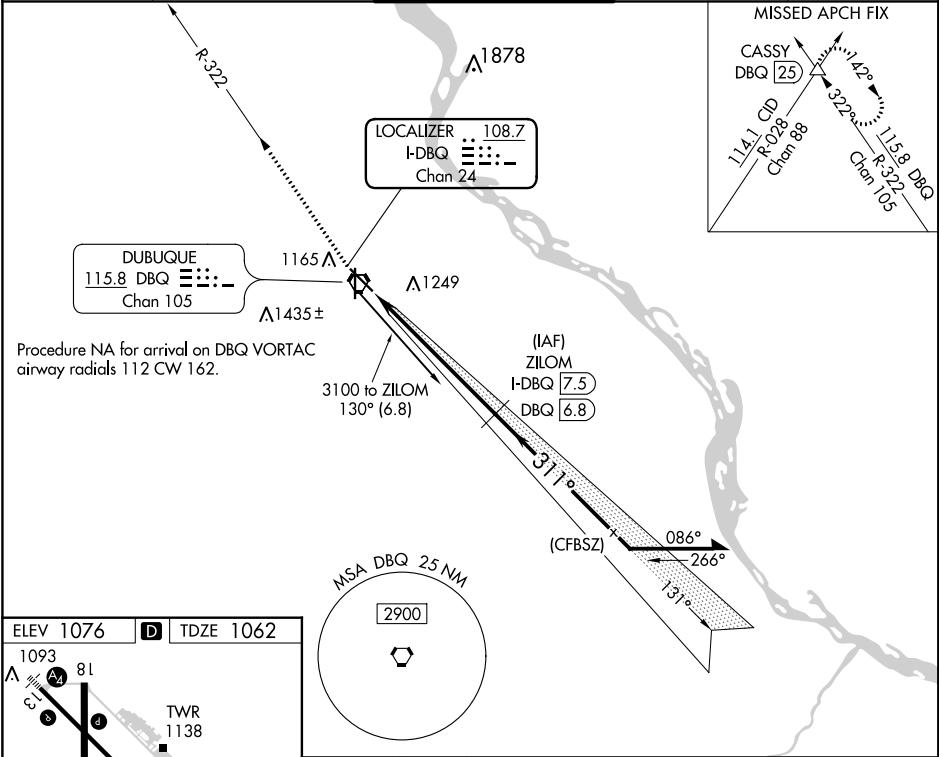 MISSED APCH FIX
CASSY
DBQ 25
142°
322°
114.1 CID
R-028
Chan 88
115.8 DBQ
R-322
Chan 105
R-322
1878
LOCALIZER 108.7
I-DBQ
Chan 24
DUBUQUE
115.8 DBQ
Chan 105
1165
1249
1435±
Procedure NA for arrival on DBQ VORTAC
airway radials 112 CW 162.
3100 to ZILOM
130° (6.8)
(IAF)
ZILOM
I-DBQ 7.5
DBQ 6.8
311°
(CFBSZ)
086°
266°
131°
MSA DBQ 25 NM
2900
ELEV 1076 D TDZE 1062
1093
A4
18
13
R
P
TWR
1138